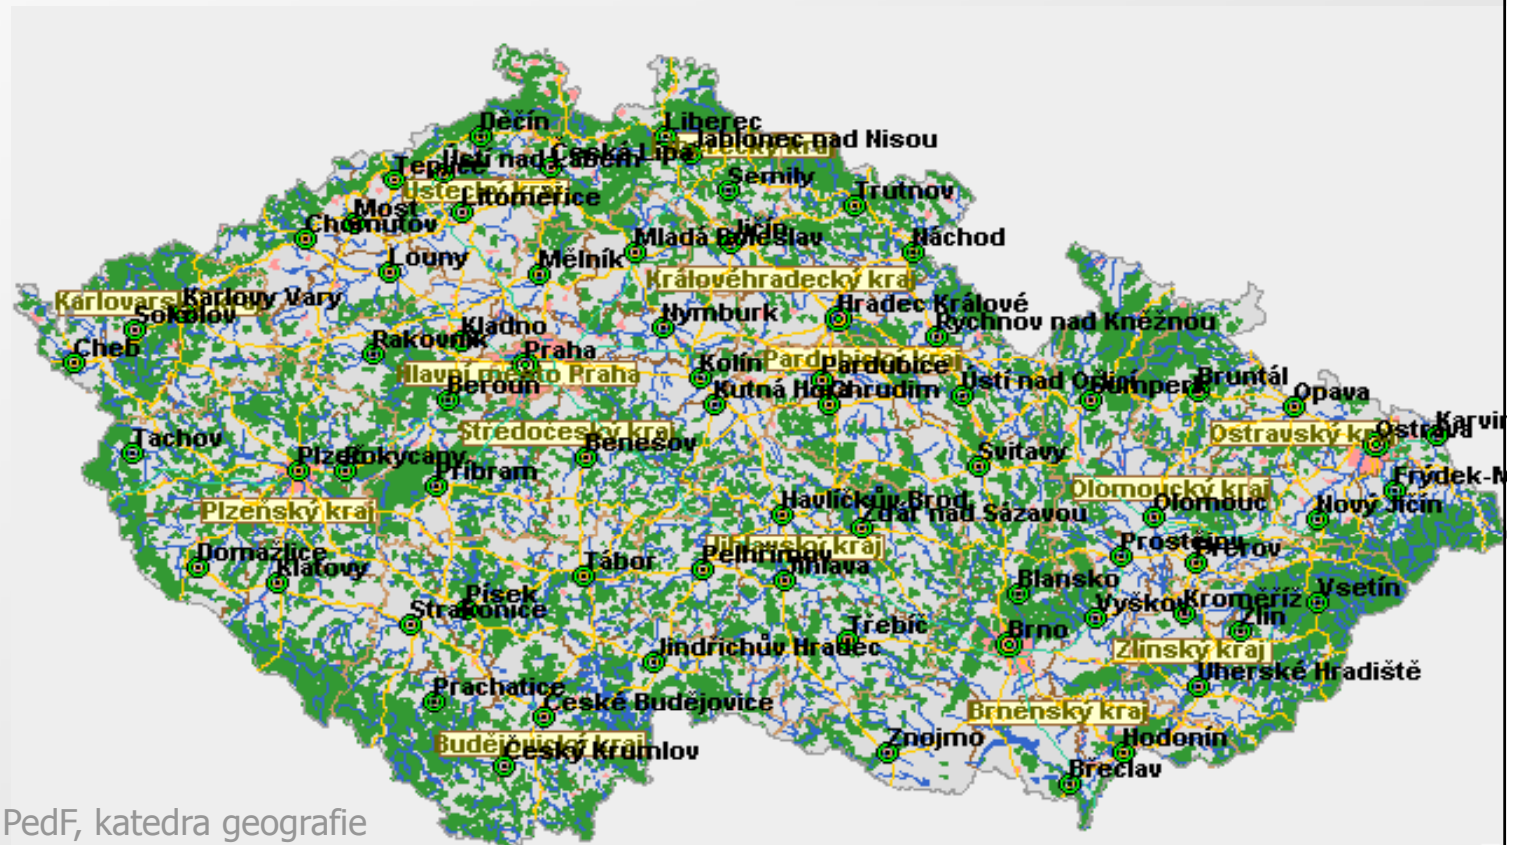 Děčín
Liberec
Jablonec nad Nisou
Česká Lípa
Ústí nad Labem
Teplice
Ústecký kraj
Litoměřice
Semily
Trutnov
Most
Chomutov
Jičín
Mladá Boleslav
Náchod
Louny
Mělník
Královéhradecký kraj
Karlovy Vary
Sokolov
Hradec Králové
Nymburk
Rychnov nad Kněžnou
Kladno
Rakovník
Cheb
Praha
Hlavní město Praha
Kolín
Pardubický kraj
Pardubice
Beroun
Kutná Hora
Chrudim
Ústí nad Orlicí
Šumperk
Bruntál
Opava
Karvin
Ostravský kraj
Ostrava
Tachov
Středočeský kraj
Benešov
Plzeň
Rokycany
Příbram
Svitavy
Frýdek-M
Olomoucký kraj
Olomouc
Nový Jičín
Plzeňský kraj
Havlíčkův Brod
Žďár nad Sázavou
Jihlavský kraj
Prostějov
Přerov
Domažlice
Klatovy
Tábor
Pelhřimov
Jihlava
Blansko
Vsetín
Písek
Strakonice
Vyškov
Kroměříž
Zlín
Třebíč
Brno
Jindřichův Hradec
Zlínský kraj
Uherské Hradiště
Prachatice
České Budějovice
Brněnský kraj
Budějovický kraj
Český Krumlov
Znojmo
Hodonín
Břeclav
PedF, katedra geografie